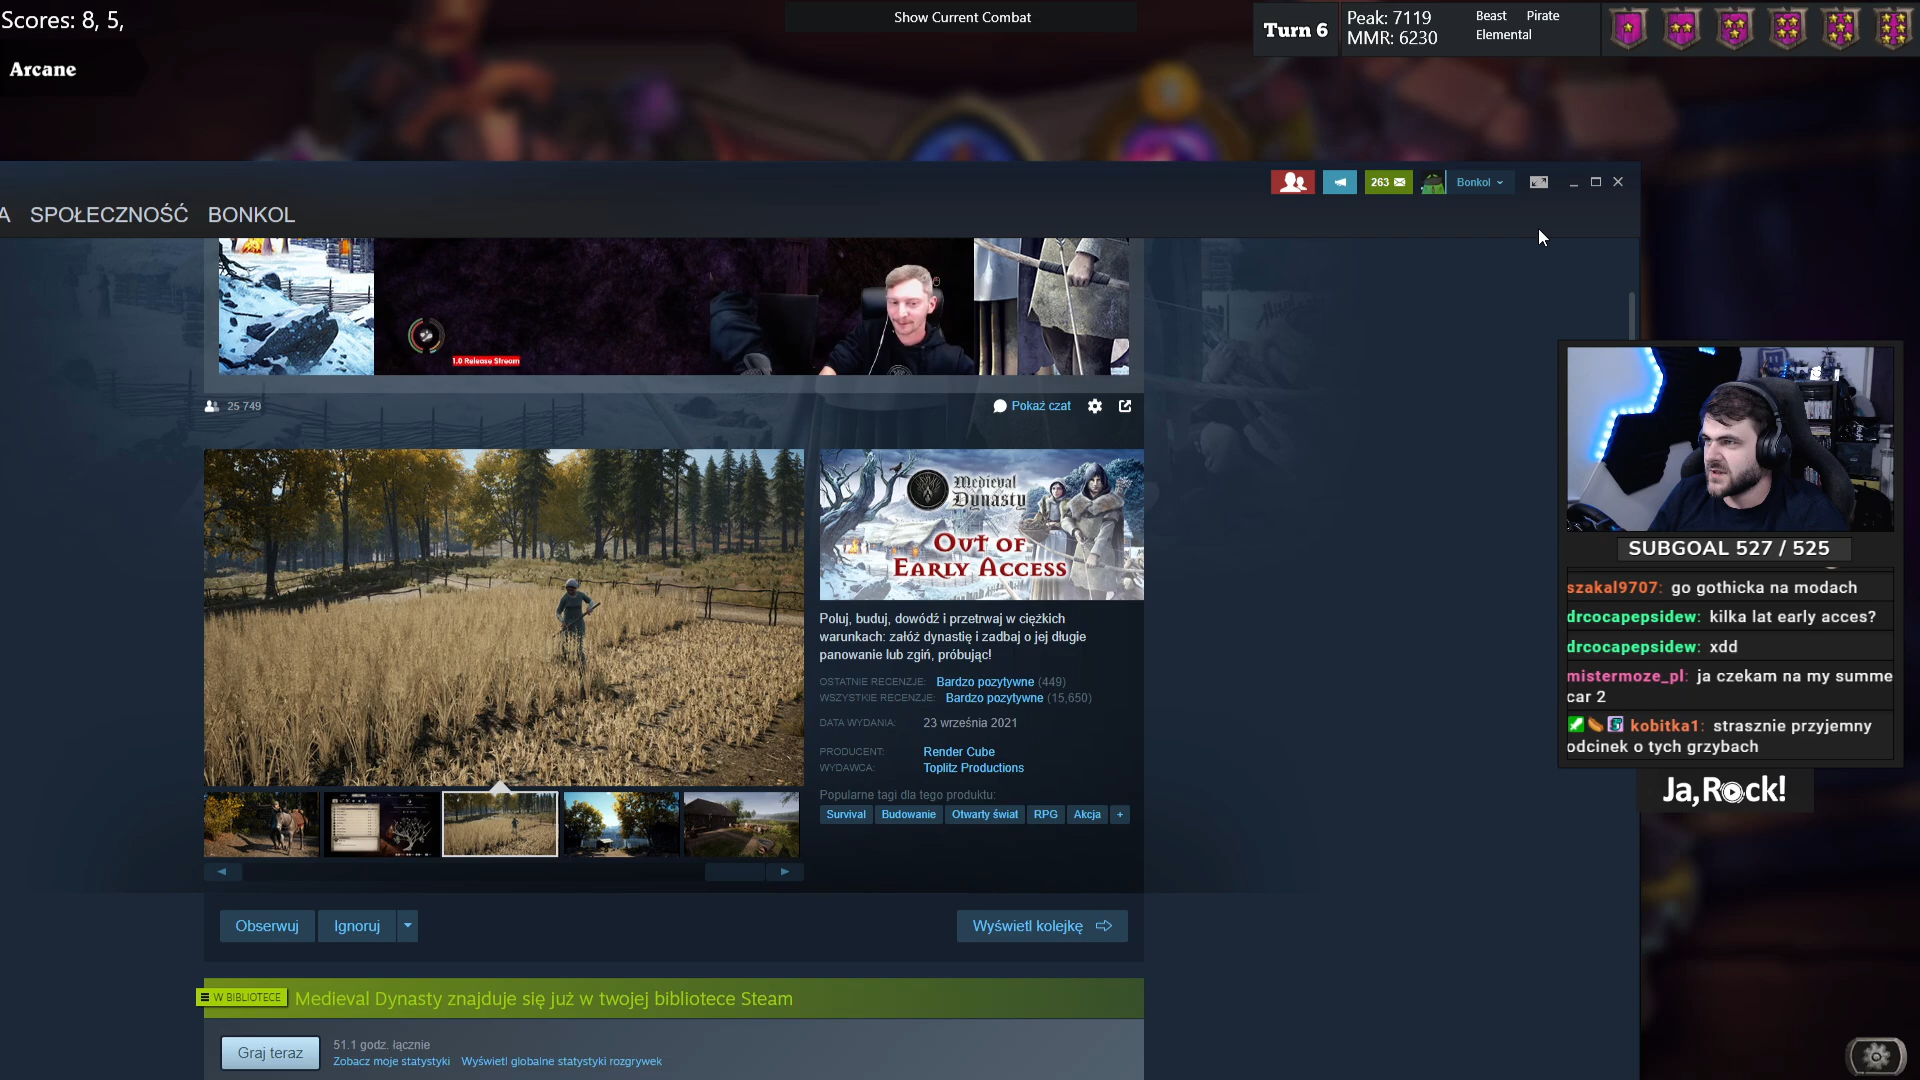 Scores: 8, 5,
Arcane
Show Current Combat
Turn 6
Peak: 7119
MMR: 6230
Beast Pirate
Elemental
263
Bonkol
A SPOŁECZNOŚĆ BONKOL
1.0 Release Stream
25 749
Pokaż czat
Medieval
Dynasty
OUT OF
EARLY ACCESS
Poluj, buduj, dowódź i przetrwaj w ciężkich
warunkach: załóż dynastię i zadbaj o jej długie
panowanie lub zgiń, próbując!
OSTATNIE RECENZJE: Bardzo pozytywne (449)
WSZYSTKIE RECENZJE: Bardzo pozytywne (15,650)
DATA WYDANIA: 23 września 2021
PRODUCENT: Render Cube
WYDAWCA: Toplitz Productions
Popularne tagi dla tego produktu:
Survival Budowanie Otwarty świat RPG Akcja +
Obserwuj Ignoruj
Wyświetl kolejkę
W BIBLIOTECE Medieval Dynasty znajduje się już w twojej bibliotece Steam
Graj teraz
51.1 godz. łącznie
Zobacz moje statystyki Wyświetl globalne statystyki rozgrywek
SUBGOAL 527 / 525
szakal9707: go gothicka na modach
drcocapepsidew: kilka lat early acces?
drcocapepsidew: xdd
mistermoze_pl: ja czekam na my summe
car 2
kobitka1: strasznie przyjemny
odcinek o tych grzybach
Ja, Rock!